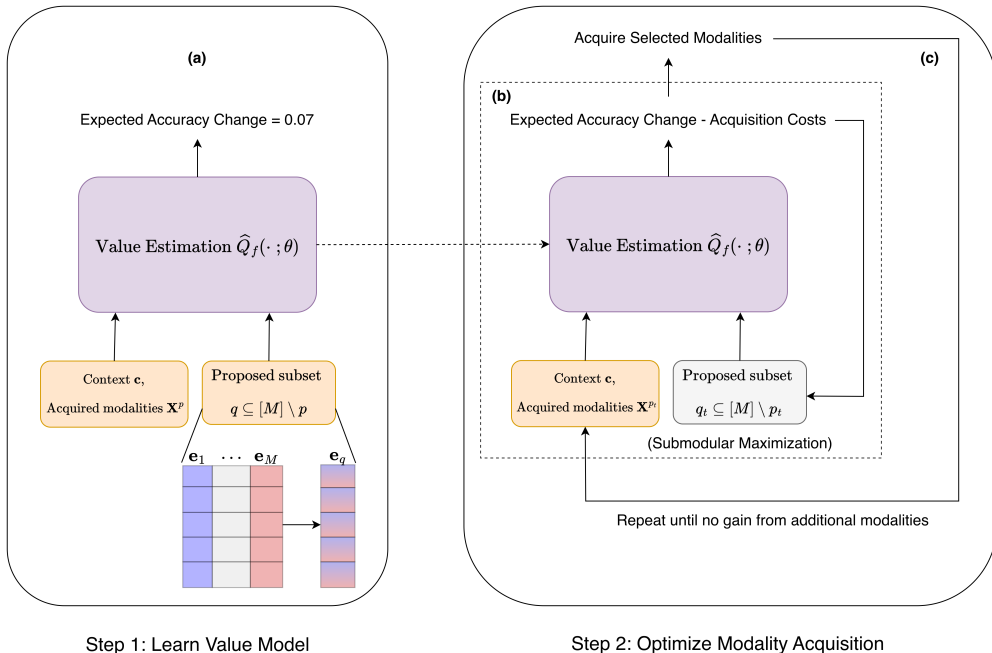 (a)
Expected Accuracy Change = 0.07
Value Estimation $\widehat{Q}_f(\cdot\,;\theta)$
Context $\mathbf{c}$,
Acquired modalities $\mathbf{X}^p$
Proposed subset
$q \subseteq [M] \setminus p$
$\mathbf{e}_1$ $\cdots$ $\mathbf{e}_M$ $\mathbf{e}_q$
Step 1: Learn Value Model
Acquire Selected Modalities
(c)
(b)
Expected Accuracy Change - Acquisition Costs
Value Estimation $\widehat{Q}_f(\cdot\,;\theta)$
Context $\mathbf{c}$,
Acquired modalities $\mathbf{X}^{p_t}$
Proposed subset
$q_t \subseteq [M] \setminus p_t$
(Submodular Maximization)
Repeat until no gain from additional modalities
Step 2: Optimize Modality Acquisition